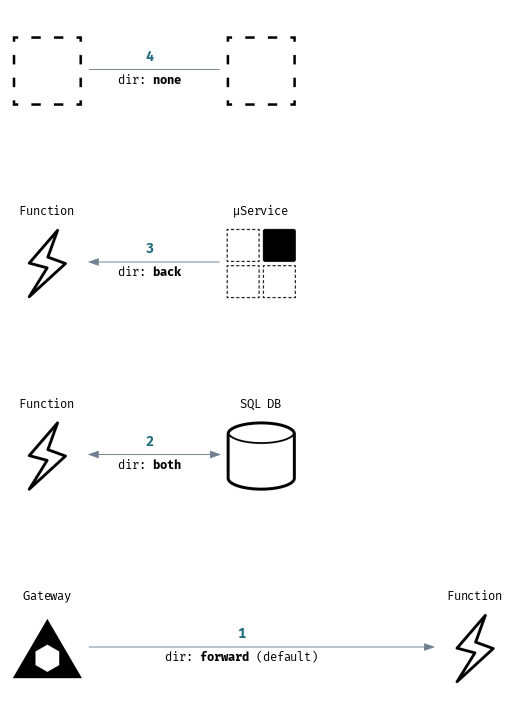 4
dir: none
Function
µService
3
dir: back
Function
SQL DB
2
dir: both
Gateway
Function
1
dir: forward (default)